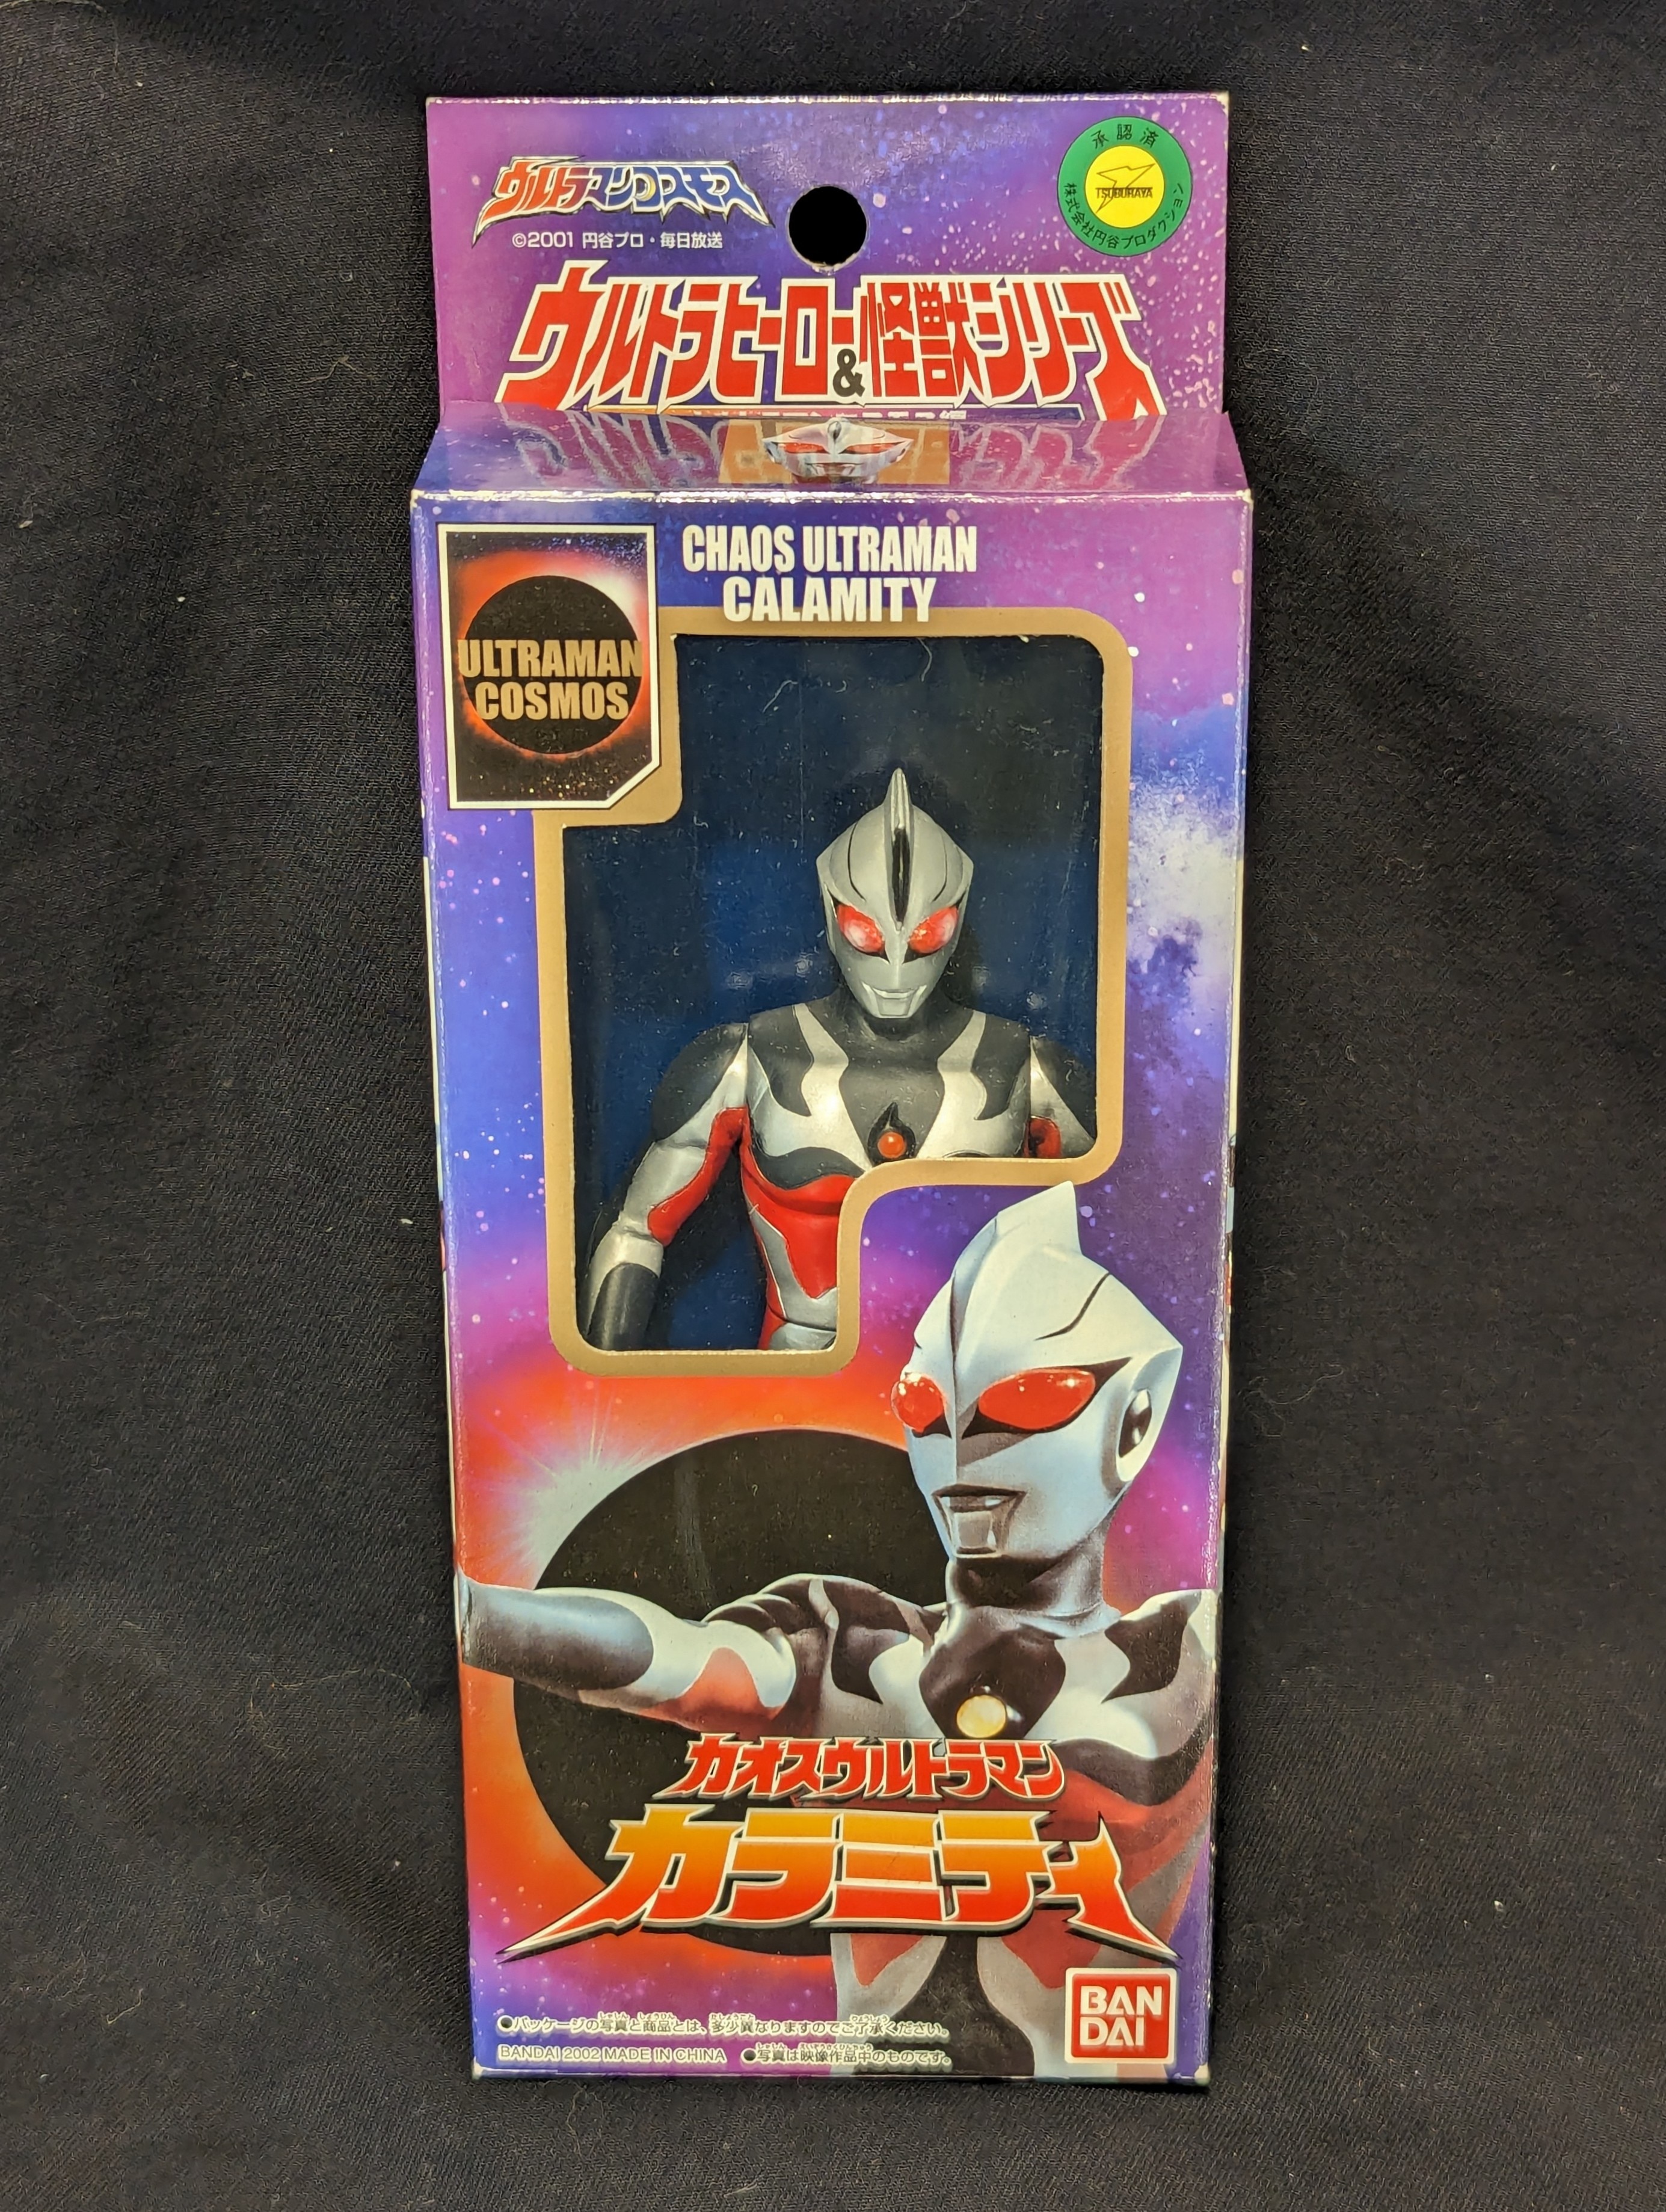 ウルトラマンコスモス
©2001 円谷プロ・毎日放送
承認済
TSUBURAYA
株式会社円谷プロダクション
ウルトラヒーロー&怪獣シリーズ
CHAOS ULTRAMAN
CALAMITY
ULTRAMAN
COSMOS
カオスウルトラマン
カラミティ
●パッケージの写真と商品とは、多少異なりますのでご了承ください。
BANDAI 2002 MADE IN CHINA ●写真は映像作品中のものです。
BAN
DAI